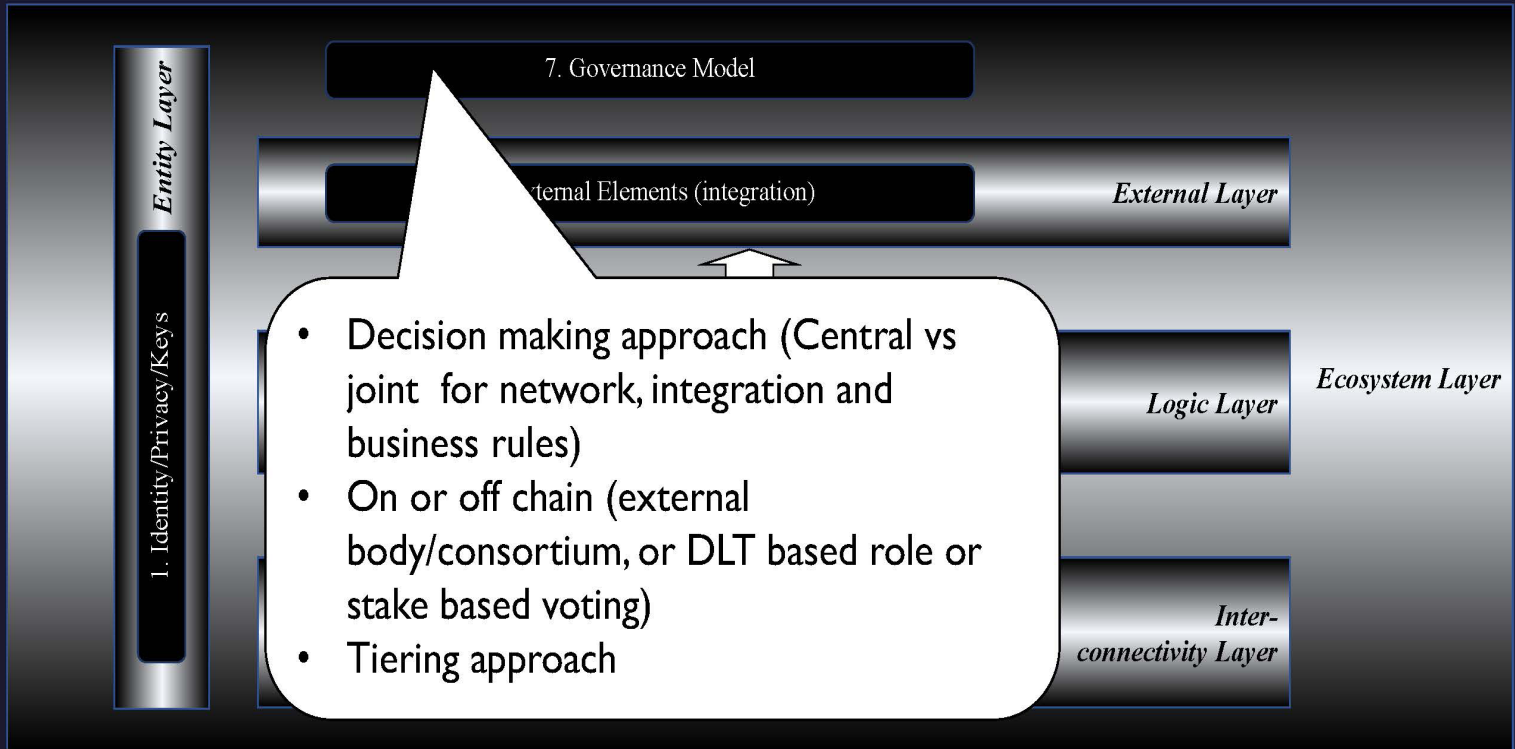 7. Governance Model
Entity Layer
1. Identity/Privacy/Keys
ternal Elements (integration)
External Layer
• Decision making approach (Central vs
joint for network, integration and
business rules)
• On or off chain (external
body/consortium, or DLT based role or
stake based voting)
• Tiering approach
Logic Layer
Ecosystem Layer
Inter-
connectivity Layer